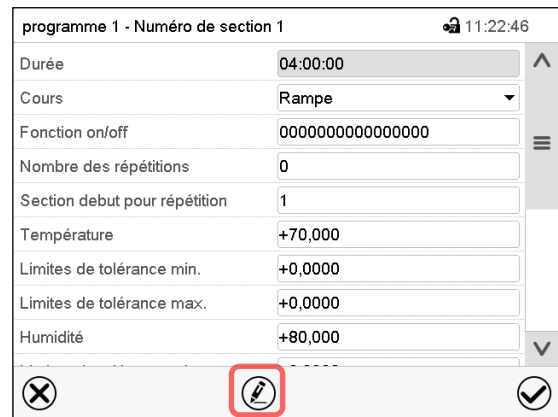 programme 1 - Numéro de section 1 11:22:46
Durée 04:00:00
Cours Rampe
Fonction on/off 0000000000000000
Nombre des répétitions 0
Section debut pour répétition 1
Température +70,000
Limites de tolérance min. +0,0000
Limites de tolérance max. +0,0000
Humidité +80,000